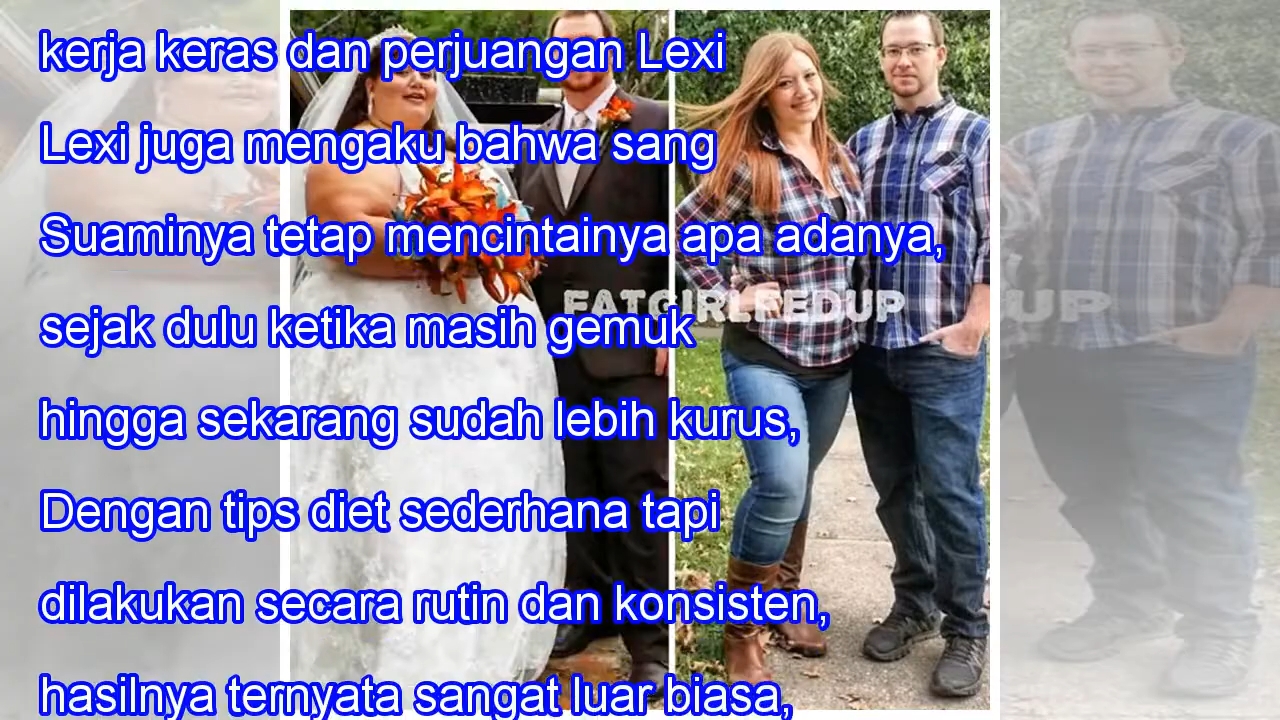 kerja keras dan perjuangan Lexi
Lexi juga mengaku bahwa sang
Suaminya tetap mencintainya apa adanya,
FATGIRLFEDUP
UP
sejak dulu ketika masih gemuk
hingga sekarang sudah lebih kurus,
Dengan tips diet sederhana tapi
dilakukan secara rutin dan konsisten,
hasilnya ternyata sangat luar biasa,